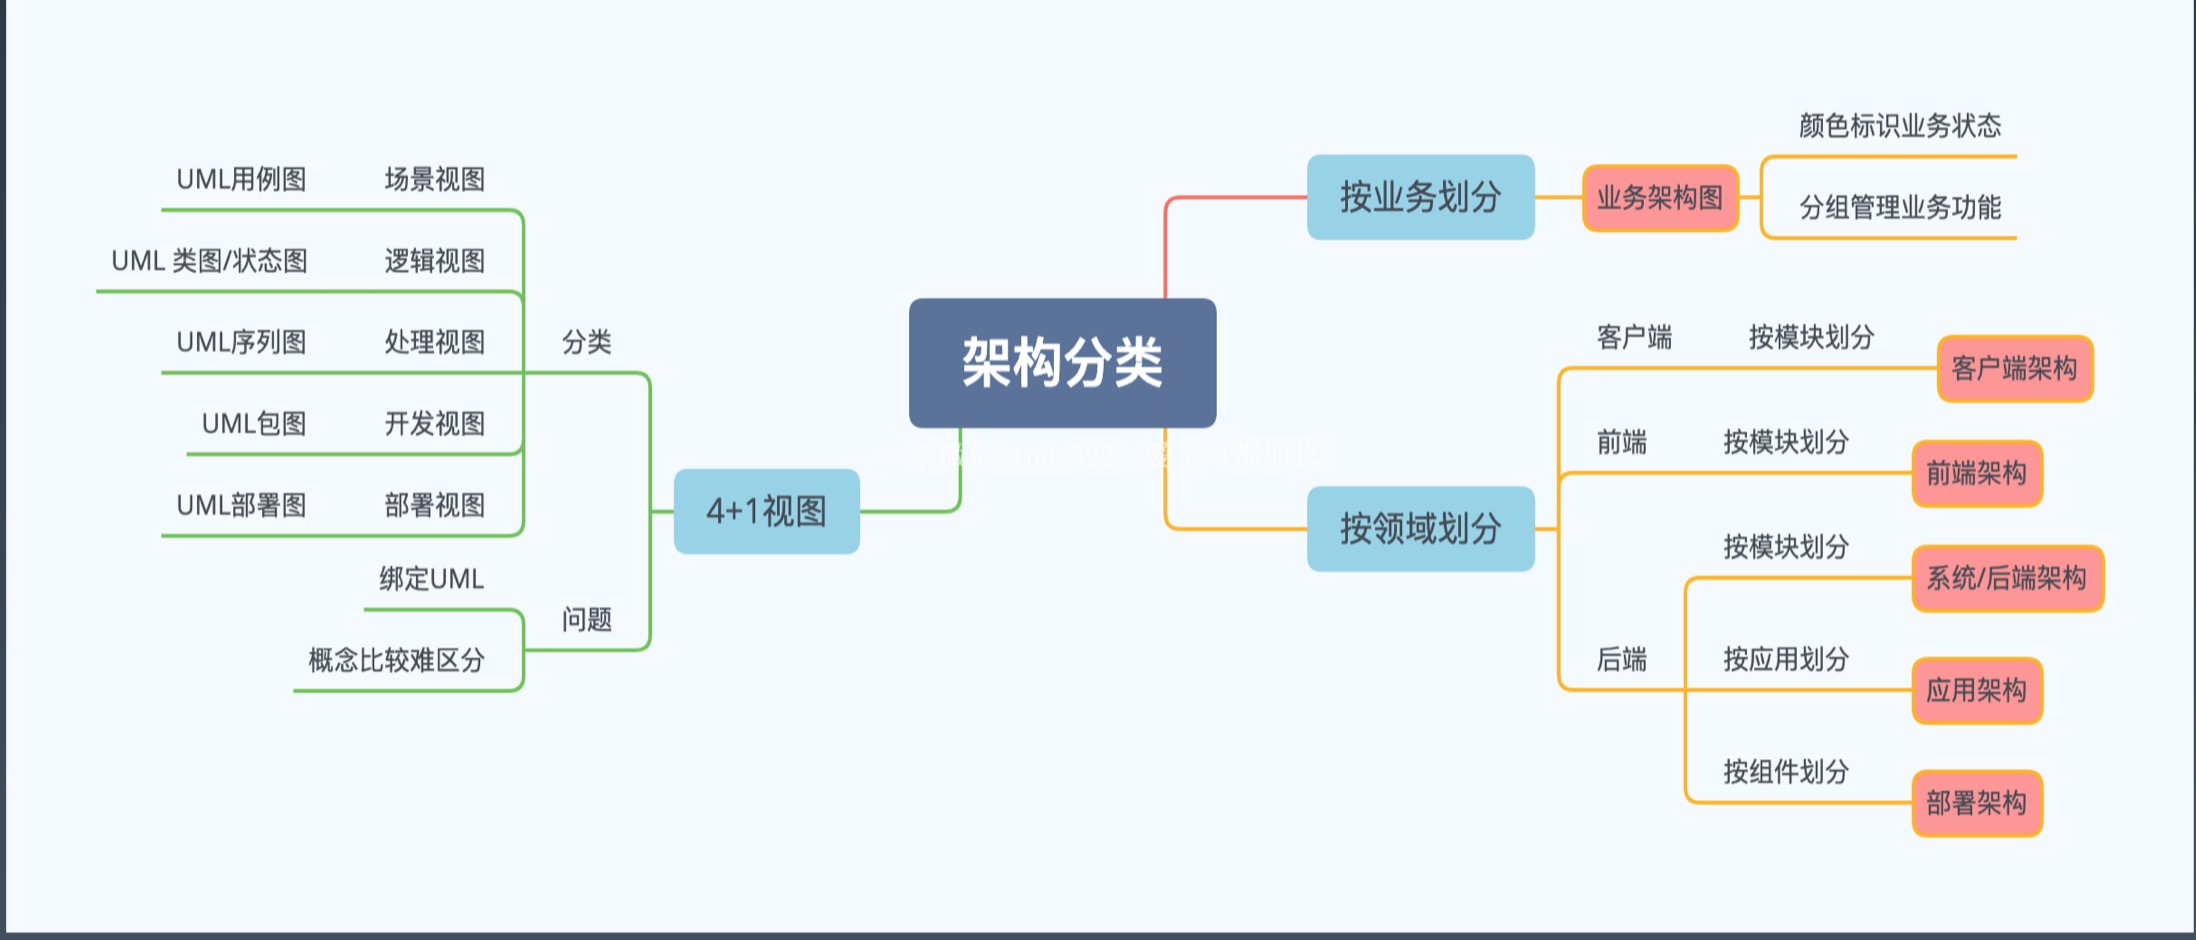 架构分类
4+1视图
分类
场景视图
UML用例图
逻辑视图
UML 类图/状态图
处理视图
UML序列图
开发视图
UML包图
部署视图
UML部署图
问题
绑定UML
概念比较难区分
按业务划分
业务架构图
颜色标识业务状态
分组管理业务功能
按领域划分
客户端
按模块划分
客户端架构
前端
按模块划分
前端架构
后端
按模块划分
系统/后端架构
按应用划分
应用架构
按组件划分
部署架构